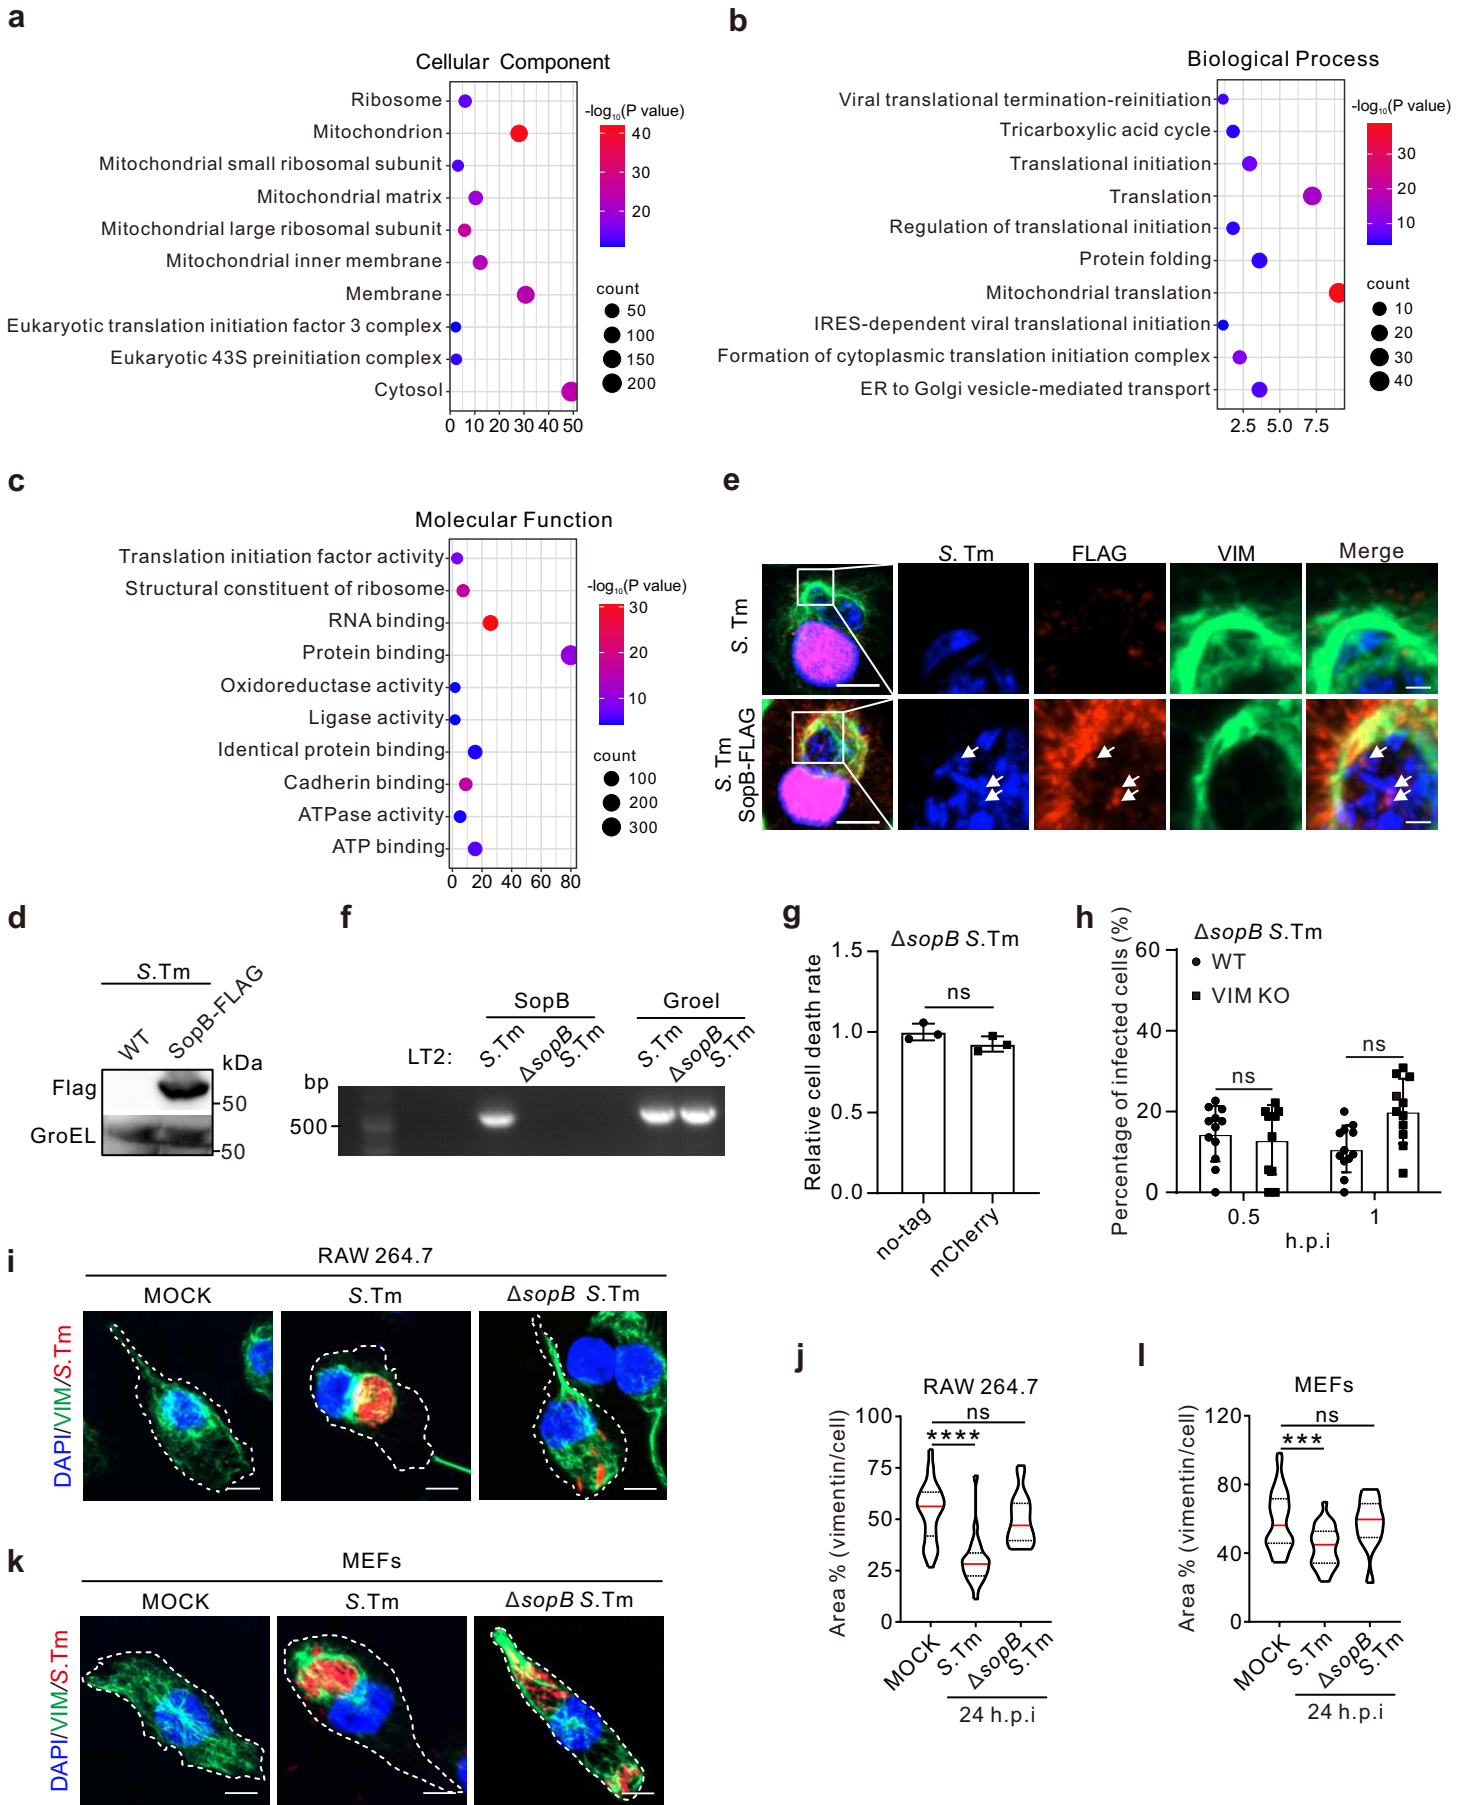 a
Cellular Component
Ribosome
Mitochondrion
Mitochondrial small ribosomal subunit
Mitochondrial matrix
Mitochondrial large ribosomal subunit
Mitochondrial inner membrane
Membrane
Eukaryotic translation initiation factor 3 complex
Eukaryotic 43S preinitiation complex
Cytosol
0 10 20 30 40 50
-log₁₀(P value)
40
30
20
count
50
100
150
200
b
Biological Process
Viral translational termination-reinitiation
Tricarboxylic acid cycle
Translational initiation
Translation
Regulation of translational initiation
Protein folding
Mitochondrial translation
IRES-dependent viral translational initiation
Formation of cytoplasmic translation initiation complex
ER to Golgi vesicle-mediated transport
2.5 5.0 7.5
-log₁₀(P value)
30
20
10
count
10
20
30
40
c
Molecular Function
Translation initiation factor activity
Structural constituent of ribosome
RNA binding
Protein binding
Oxidoreductase activity
Ligase activity
Identical protein binding
Cadherin binding
ATPase activity
ATP binding
0 20 40 60 80
-log₁₀(P value)
30
20
10
count
100
200
300
e
S. Tm FLAG VIM Merge
S. Tm
S. Tm
SopB-FLAG
d
S.Tm
WT SopB-FLAG
kDa
Flag
50
GroEL
50
f
SopB Groel
LT2: S.Tm ΔsopB S.Tm S.Tm ΔsopB S.Tm
bp
500
g
ΔsopB S.Tm
Relative cell death rate
1.5
1.0
0.5
0.0
ns
no-tag mCherry
h
ΔsopB S.Tm
WT
VIM KO
Percentage of infected cells (%)
60
40
20
0
ns ns
0.5 1
h.p.i
i
RAW 264.7
MOCK S.Tm ΔsopB S.Tm
DAPI/VIM/S.Tm
j
RAW 264.7
Area % (vimentin/cell)
100
75
50
25
0
ns
****
MOCK S.Tm ΔsopB S.Tm
24 h.p.i
k
MEFs
MOCK S.Tm ΔsopB S.Tm
DAPI/VIM/S.Tm
l
MEFs
Area % (vimentin/cell)
120
80
40
0
ns
***
MOCK S.Tm ΔsopB S.Tm
24 h.p.i